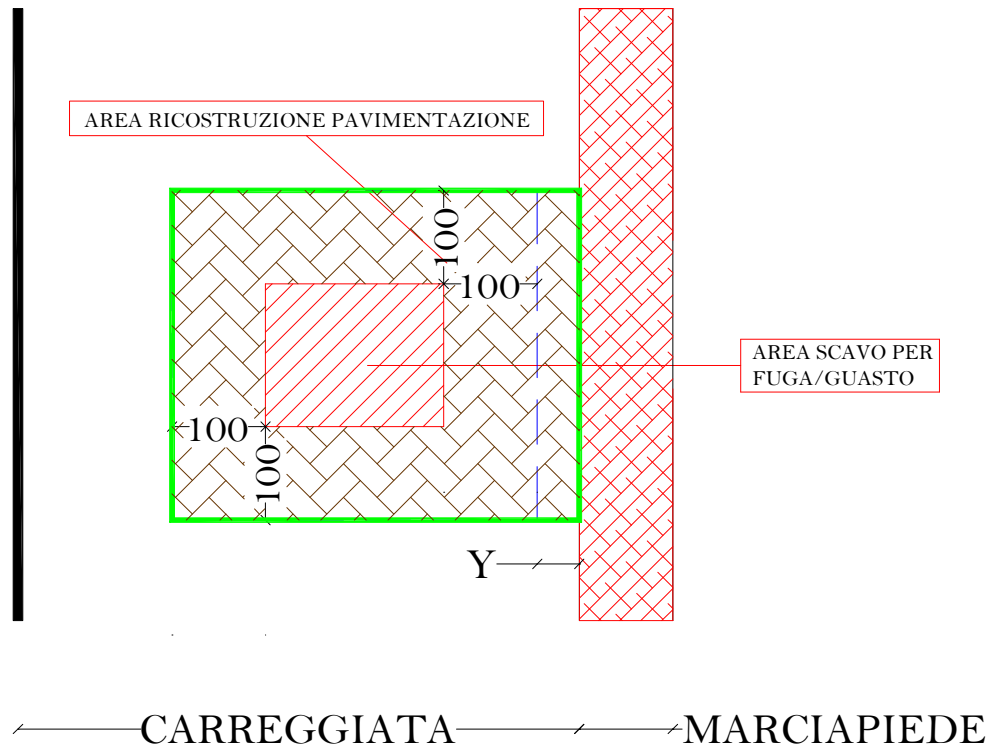 AREA RICOSTRUZIONE PAVIMENTAZIONE
100
100
AREA SCAVO PER
FUGA/GUASTO
100
100
Y
CARREGGIATA
MARCIAPIEDE